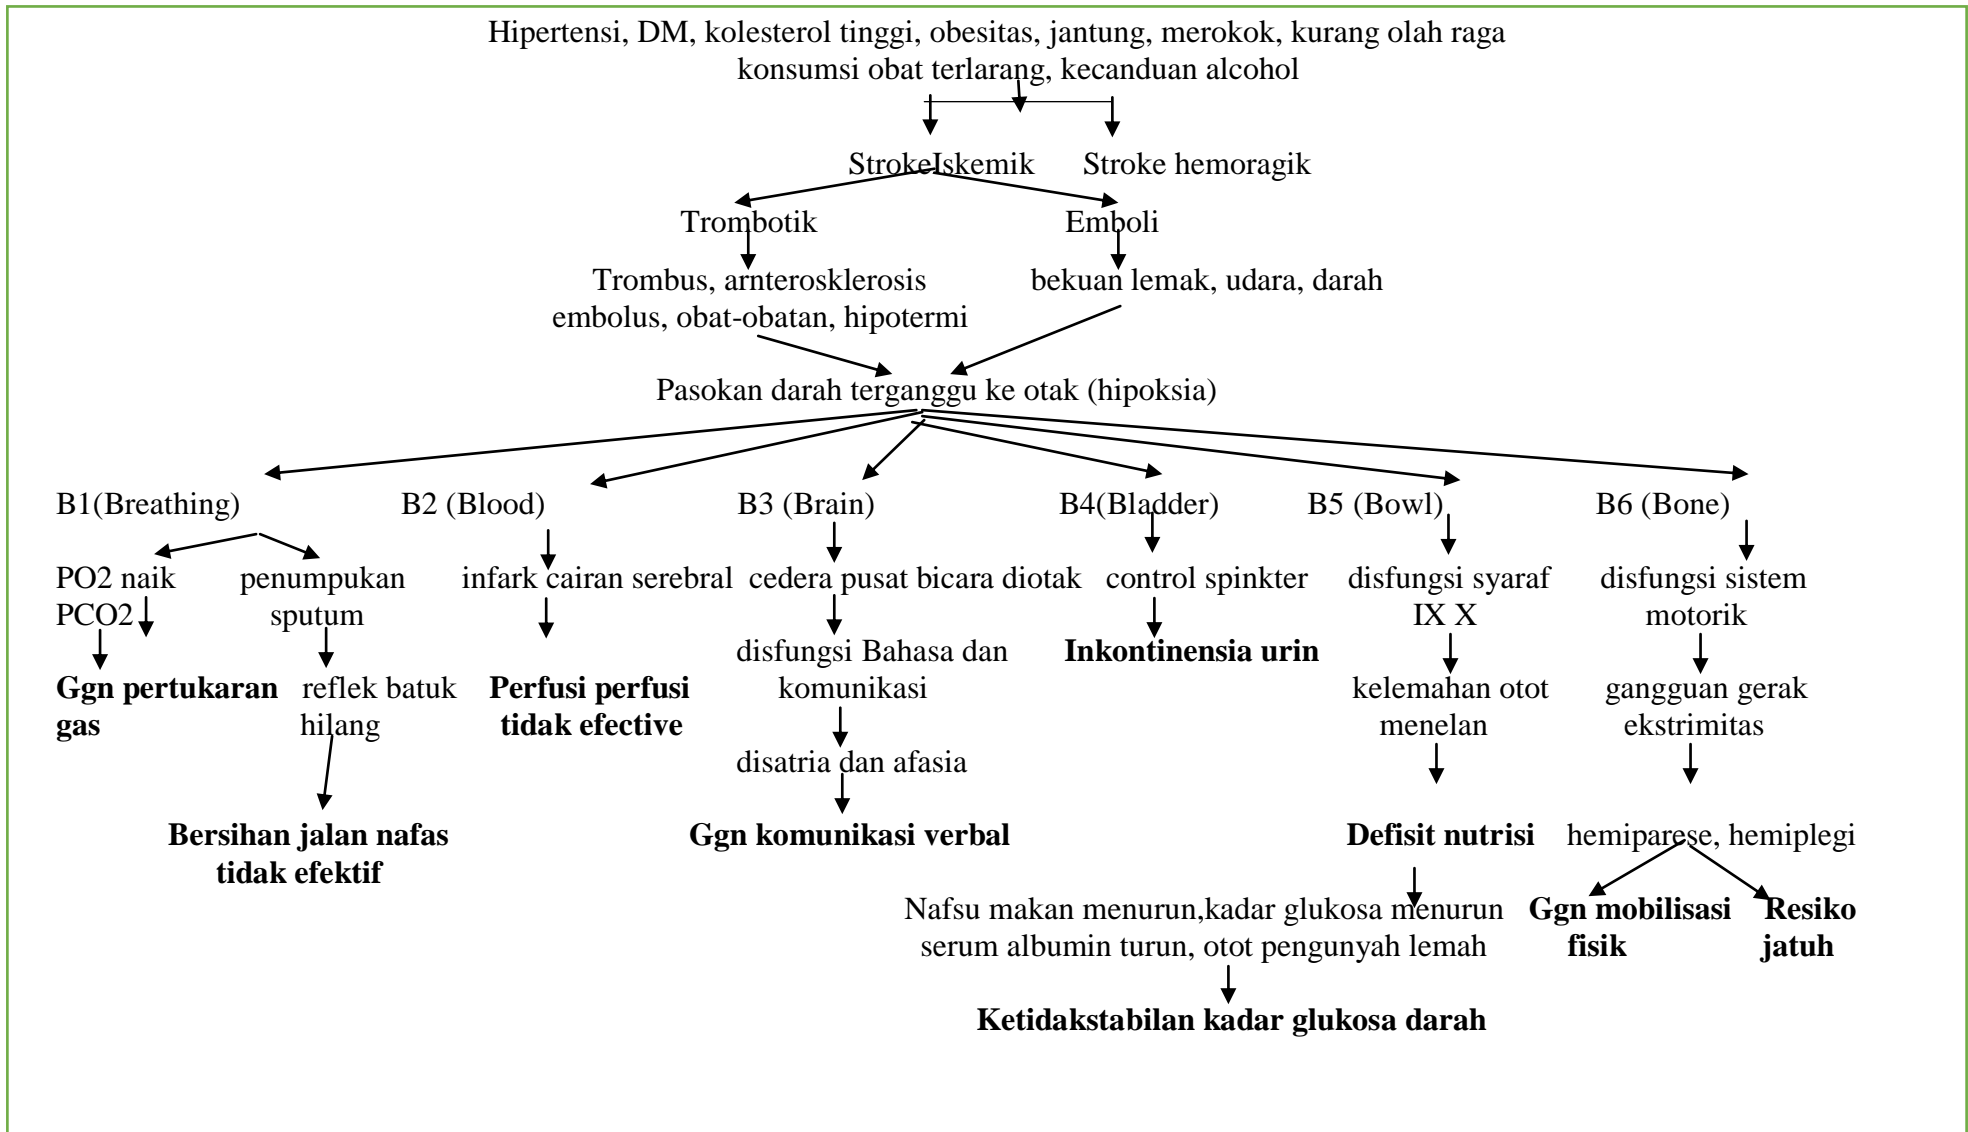 Hipertensi, DM, kolesterol tinggi, obesitas, jantung, merokok, kurang olah raga
konsumsi obat terlarang, kecanduan alcohol
StrokeIskemik Stroke hemoragik
Trombotik Emboli
Trombus, arnterosklerosis bekuan lemak, udara, darah
embolus, obat-obatan, hipotermi
Pasokan darah terganggu ke otak (hipoksia)
B1(Breathing) B2 (Blood) B3 (Brain) B4(Bladder) B5 (Bowl) B6 (Bone)
PO2 naik penumpukan infark cairan serebral cedera pusat bicara diotak control spinkter disfungsi syaraf disfungsi sistem
PCO2 sputum IX X motorik
disfungsi Bahasa dan Inkontinensia urin
Ggn pertukaran reflek batuk Perfusi perfusi komunikasi kelemahan otot gangguan gerak
gas hilang tidak efective menelan ekstrimitas
disatria dan afasia
Bersihan jalan nafas Ggn komunikasi verbal Defisit nutrisi hemiparese, hemiplegi
tidak efektif
Nafsu makan menurun,kadar glukosa menurun Ggn mobilisasi Resiko
serum albumin turun, otot pengunyah lemah fisik jatuh
Ketidakstabilan kadar glukosa darah